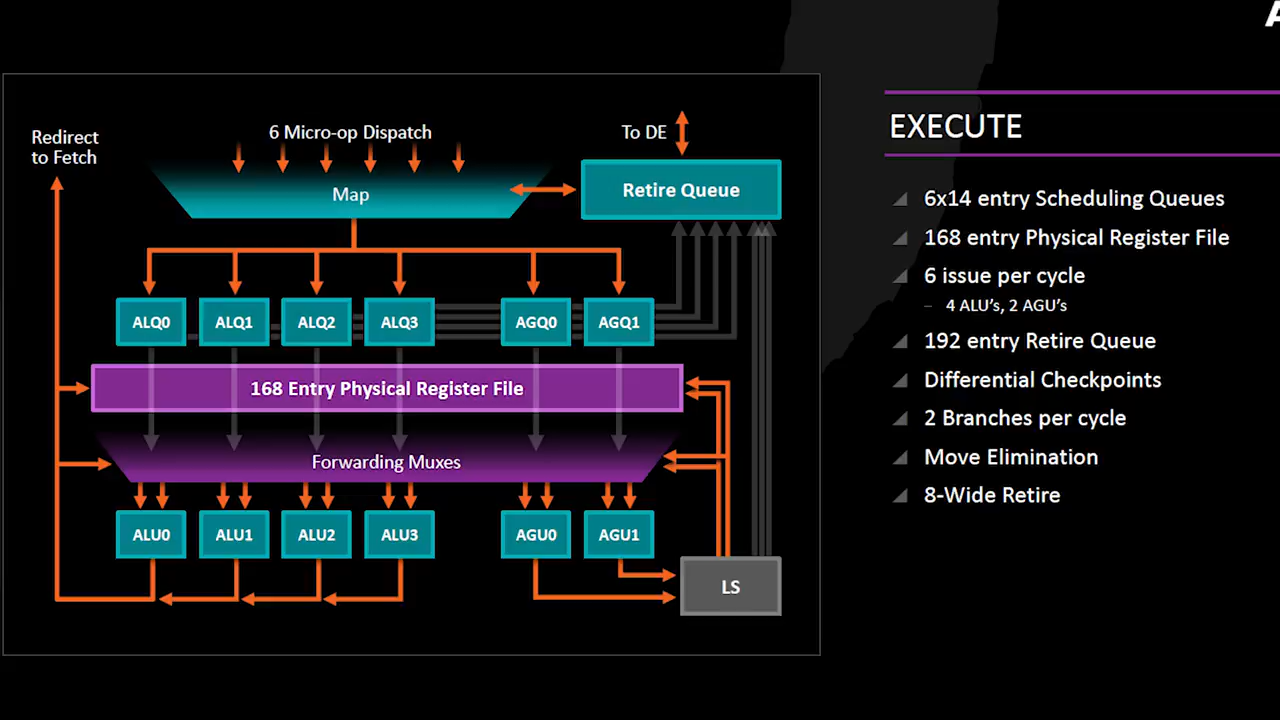 Redirect
to Fetch
6 Micro-op Dispatch
To DE
Map
Retire Queue
ALQ0
ALQ1
ALQ2
ALQ3
AGQ0
AGQ1
168 Entry Physical Register File
Forwarding Muxes
ALU0
ALU1
ALU2
ALU3
AGU0
AGU1
LS
EXECUTE
6x14 entry Scheduling Queues
168 entry Physical Register File
6 issue per cycle
– 4 ALU's, 2 AGU's
192 entry Retire Queue
Differential Checkpoints
2 Branches per cycle
Move Elimination
8-Wide Retire